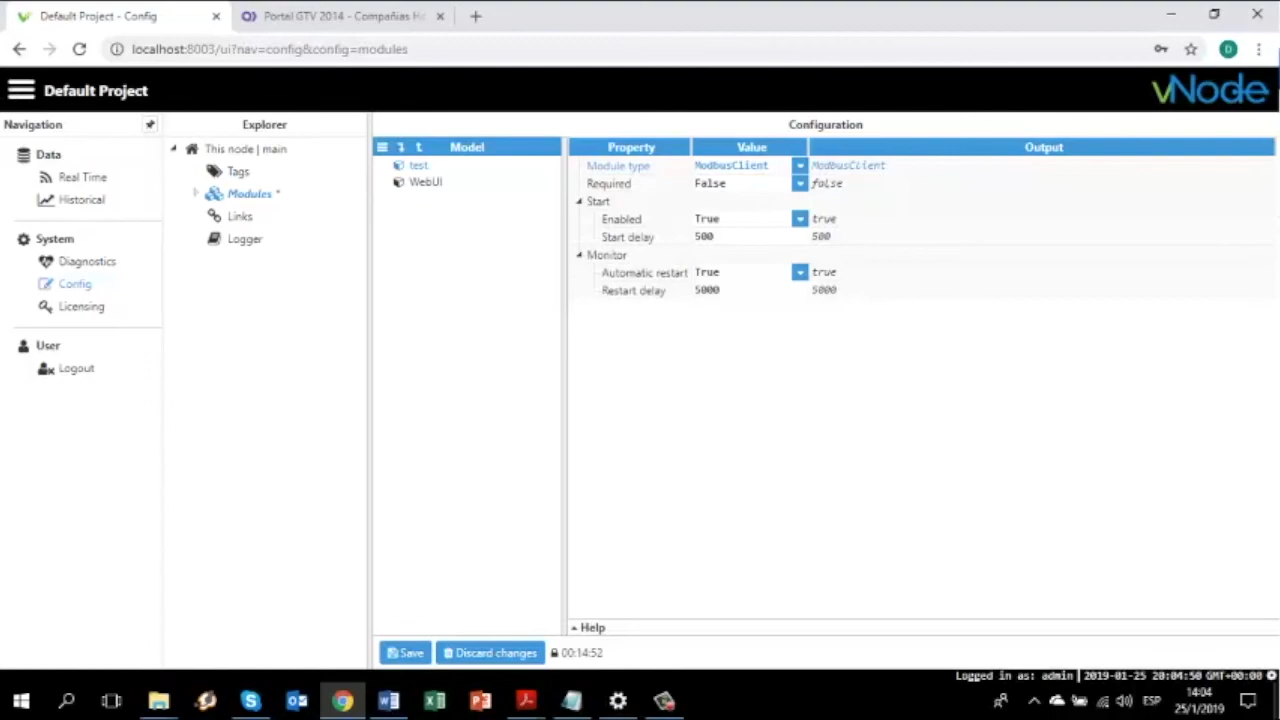 Default Project - Config
Portal GTV 2014 - Compañias Ho
localhost:8003/ui?nav=config&config=modules
D
Default Project
vNode
Navigation
Data
Real Time
Historical
System
Diagnostics
Config
Licensing
User
Logout
Explorer
This node | main
Tags
Modules *
Links
Logger
Model
test
WebUI
Configuration
Property Value Output
Module type ModbusClient ModbusClient
Required False false
Start
Enabled True true
Start delay 500 500
Monitor
Automatic restart True true
Restart delay 5000 5000
Help
Save Discard changes 00:14:52
Logged in as: admin | 2019-01-25 20:04:50 GMT+00:00
ESP
14:04
25/1/2019